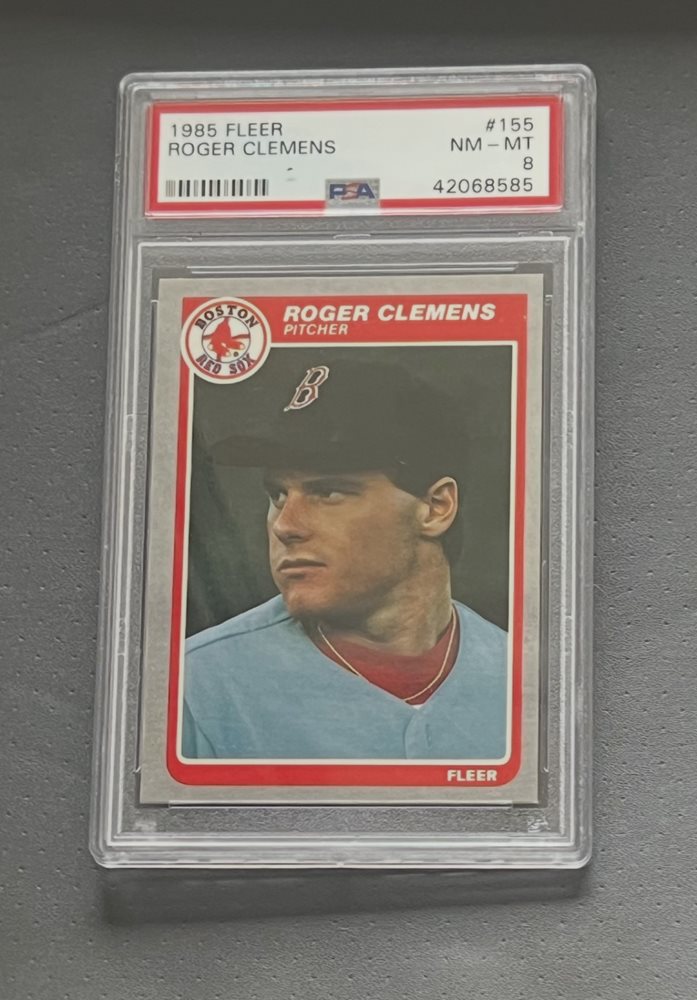 1985 FLEER #155
ROGER CLEMENS NM – MT
8
PSA 42068585
BOSTON
RED SOX
ROGER CLEMENS
PITCHER
B
FLEER